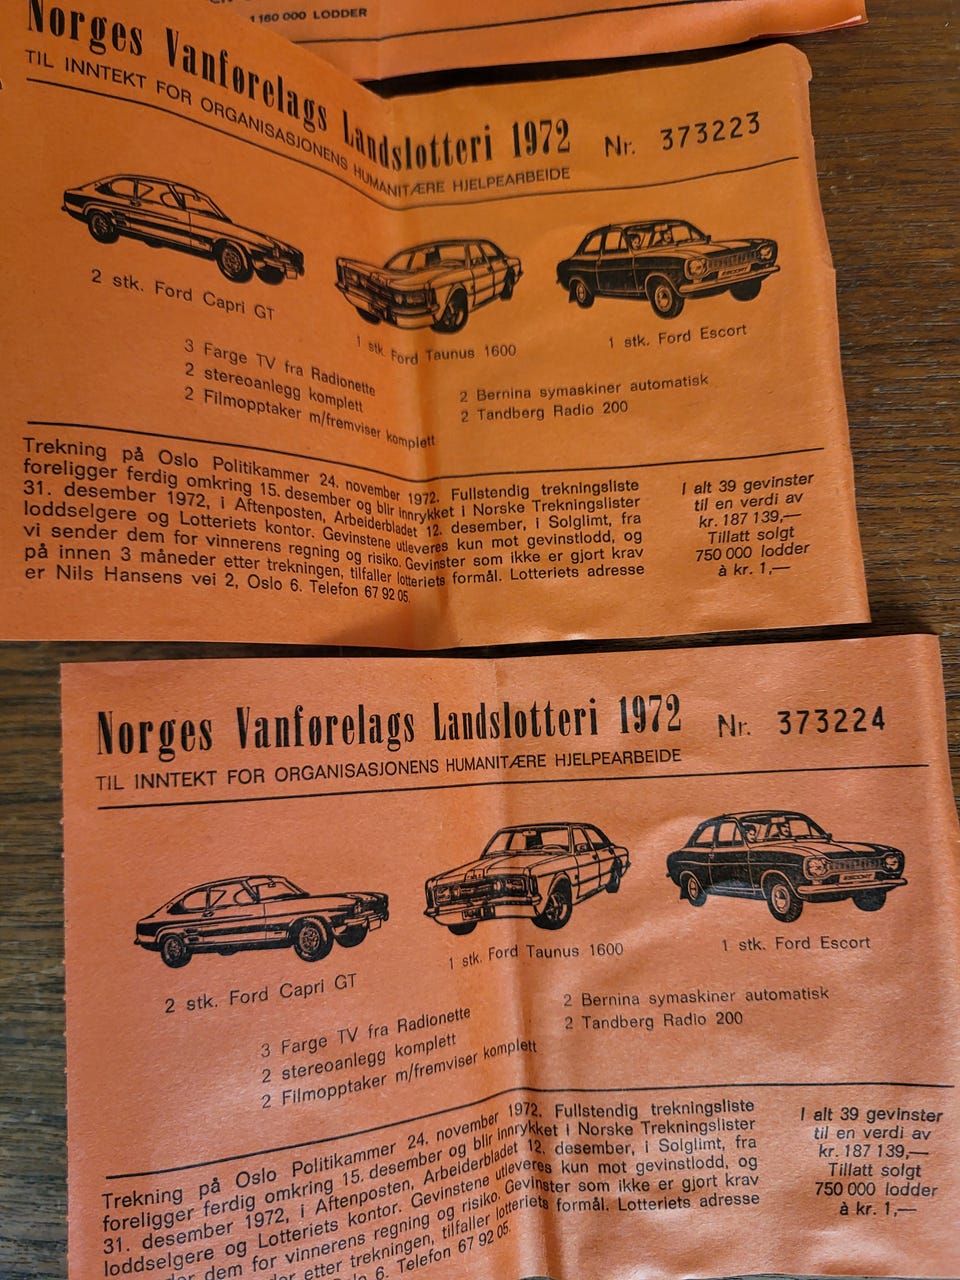 1 160 000 LODDER
Norges Vanførelags Landslotteri 1972 Nr. 373223
TIL INNTEKT FOR ORGANISASJONENS HUMANITÆRE HJELPEARBEIDE
ESCORT
2 stk. Ford Capri GT
1 stk. Ford Taunus 1600
1 stk. Ford Escort
3 Farge TV fra Radionette
2 stereoanlegg komplett
2 Filmopptaker m/fremviser komplett
2 Bernina symaskiner automatisk
2 Tandberg Radio 200
Trekning på Oslo Politikammer 24. november 1972. Fullstendig trekningsliste
foreligger ferdig omkring 15. desember og blir innrykket i Norske Trekningslister
31. desember 1972, i Aftenposten, Arbeiderbladet 12. desember, i Solglimt, fra
loddselgere og Lotteriets kontor. Gevinstene utleveres kun mot gevinstlodd, og
vi sender dem for vinnerens regning og risiko. Gevinster som ikke er gjort krav
på innen 3 måneder etter trekningen, tilfaller lotteriets formål. Lotteriets adresse
er Nils Hansens vei 2, Oslo 6. Telefon 67 92 05.
I alt 39 gevinster
til en verdi av
kr. 187 139,—
Tillatt solgt
750 000 lodder
à kr. 1,—
Norges Vanførelags Landslotteri 1972 Nr. 373224
TIL INNTEKT FOR ORGANISASJONENS HUMANITÆRE HJELPEARBEIDE
ESCORT
2 stk. Ford Capri GT
1 stk. Ford Taunus 1600
1 stk. Ford Escort
3 Farge TV fra Radionette
2 stereoanlegg komplett
2 Filmopptaker m/fremviser komplett
2 Bernina symaskiner automatisk
2 Tandberg Radio 200
Trekning på Oslo Politikammer 24. november 1972. Fullstendig trekningsliste
foreligger ferdig omkring 15. desember og blir innrykket i Norske Trekningslister
31. desember 1972, i Aftenposten, Arbeiderbladet 12. desember, i Solglimt, fra
loddselgere og Lotteriets kontor. Gevinstene utleveres kun mot gevinstlodd, og
dem for vinnerens regning og risiko. Gevinster som ikke er gjort krav
etter trekningen, tilfaller lotteriets formål. Lotteriets adresse
6. Telefon 67 92 05.
I alt 39 gevinster
til en verdi av
kr. 187 139,—
Tillatt solgt
750 000 lodder
à kr. 1,—